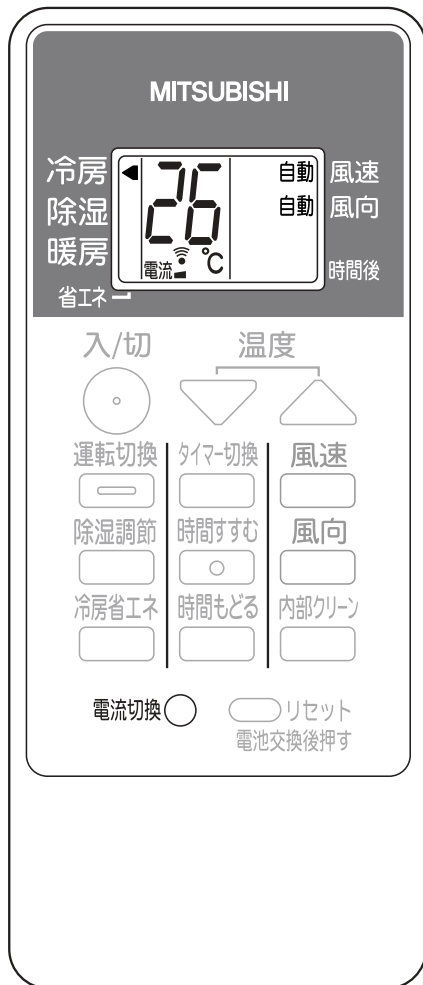 MITSUBISHI
冷房 26 自動 風速
除湿 自動 風向
暖房 電流 ℃ 時間後
省エネ
入/切 温度
運転切換 タイマー切換 風速
除湿調節 時間すすむ 風向
冷房省エネ 時間もどる 内部クリーン
電流切換 リセット
電池交換後押す